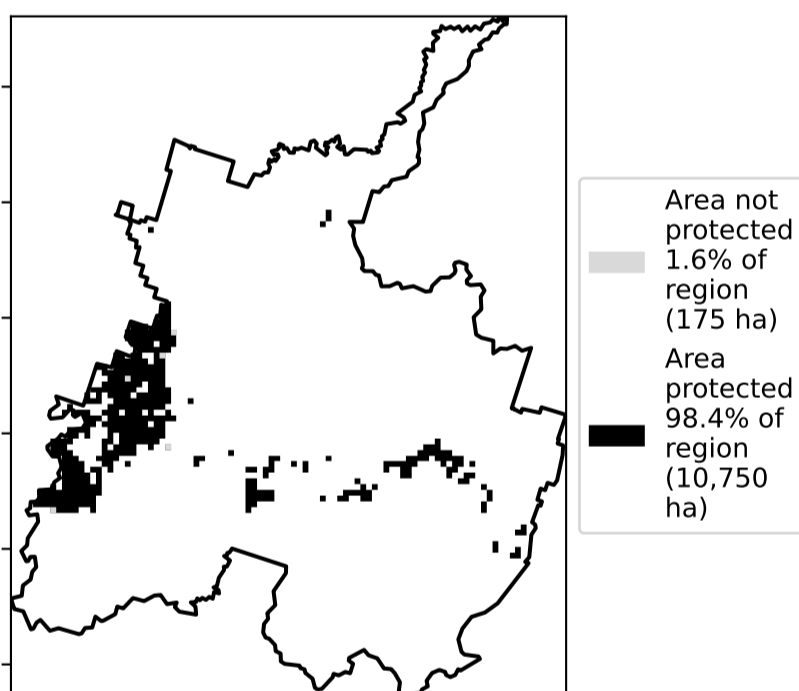 Area not
protected
1.6% of
region
(175 ha)
Area
protected
98.4% of
region
(10,750
ha)